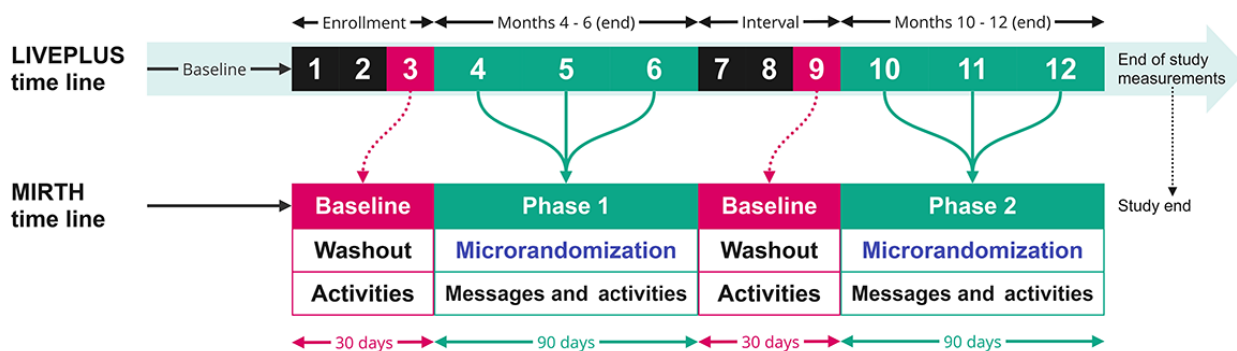 Enrollment
Months 4 - 6 (end)
Interval
Months 10 - 12 (end)
LIVEPLUS
time line
Baseline
1 2 3 4 5 6 7 8 9 10 11 12
End of study
measurements
MIRTH
time line
Baseline Phase 1 Baseline Phase 2
Study end
Washout Microrandomization Washout Microrandomization
Activities Messages and activities Activities Messages and activities
30 days 90 days 30 days 90 days